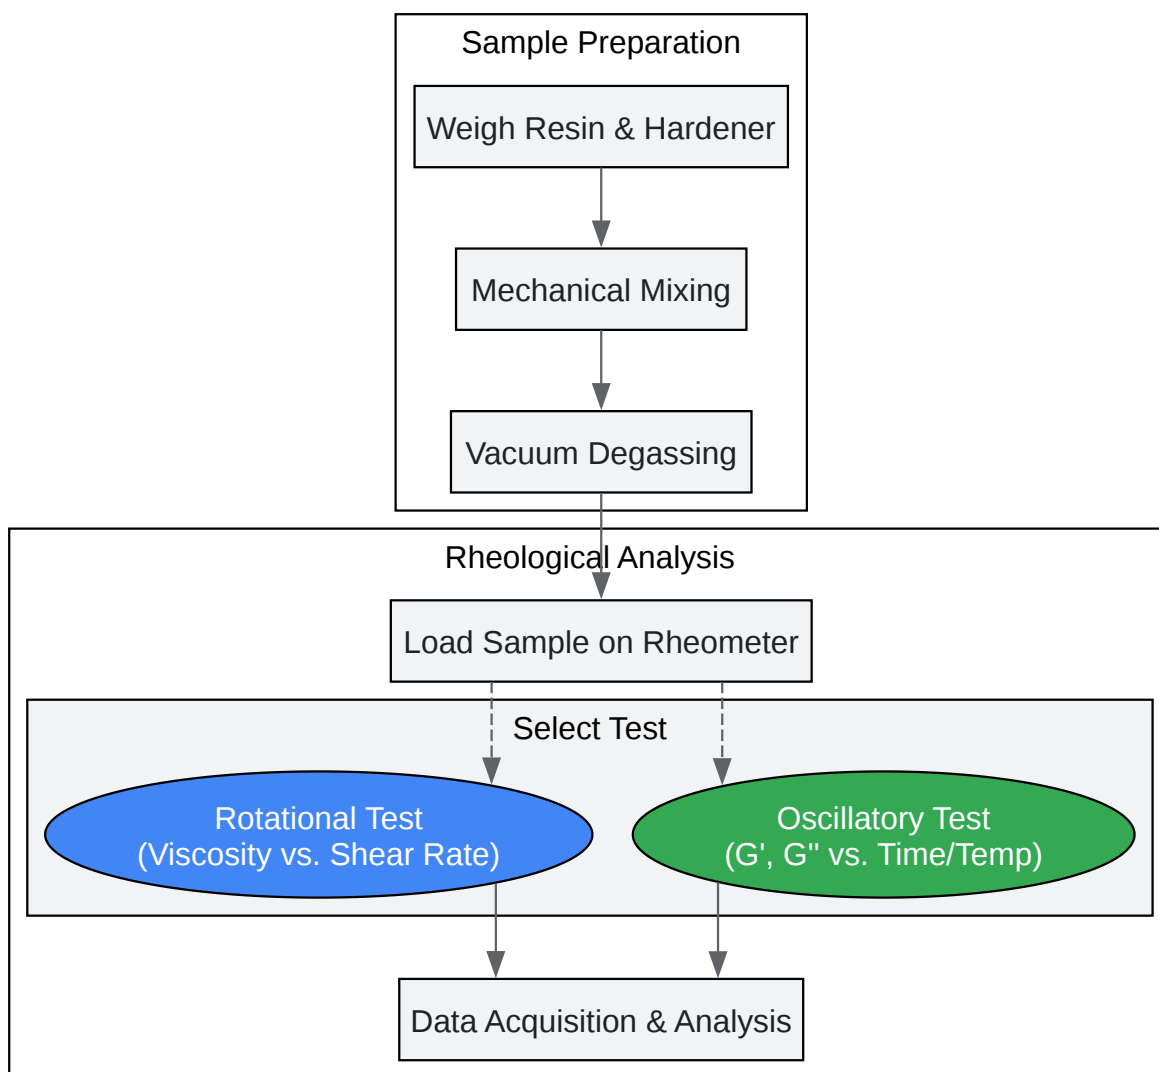 Sample Preparation
Weigh Resin & Hardener
Mechanical Mixing
Vacuum Degassing
Rheological Analysis
Load Sample on Rheometer
Select Test
Rotational Test
(Viscosity vs. Shear Rate)
Oscillatory Test
(G', G'' vs. Time/Temp)
Data Acquisition & Analysis